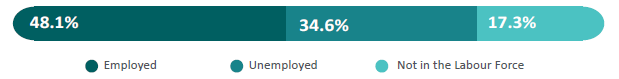 48.1% 34.6% 17.3%
Employed Unemployed Not in the Labour Force